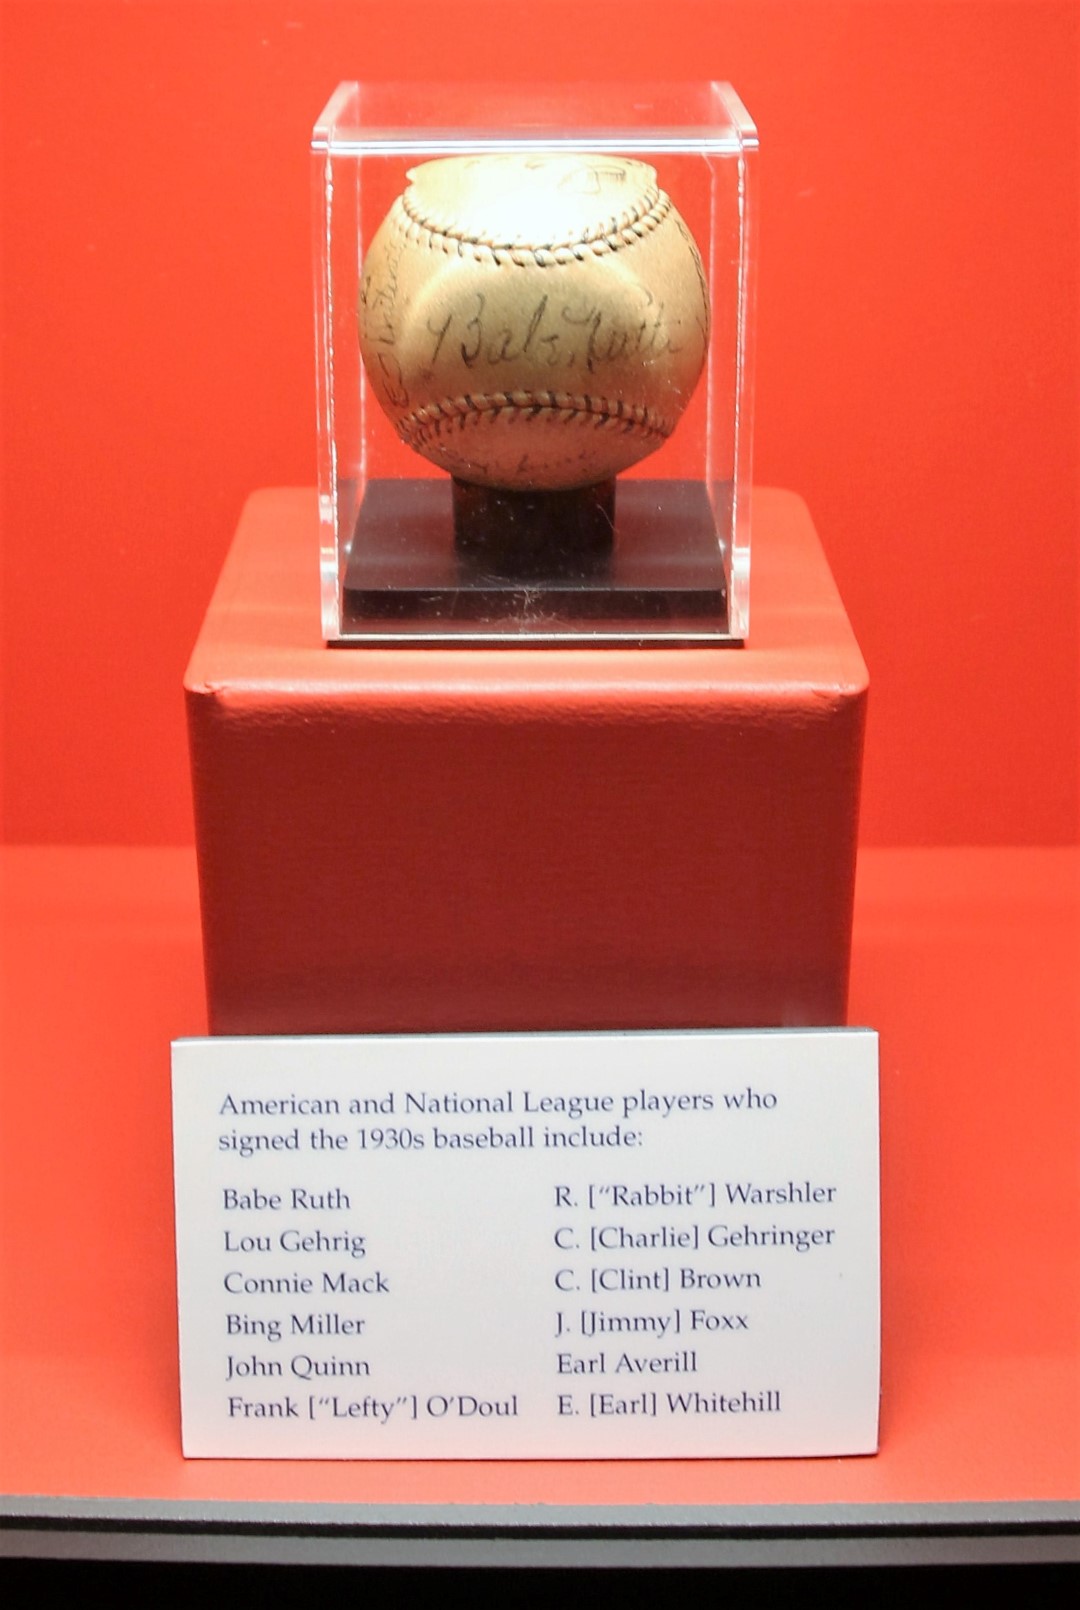 Babe Ruth
American and National League players who
signed the 1930s baseball include:
Babe Ruth
Lou Gehrig
Connie Mack
Bing Miller
John Quinn
Frank ["Lefty"] O'Doul
R. ["Rabbit"] Warshler
C. [Charlie] Gehringer
C. [Clint] Brown
J. [Jimmy] Foxx
Earl Averill
E. [Earl] Whitehill